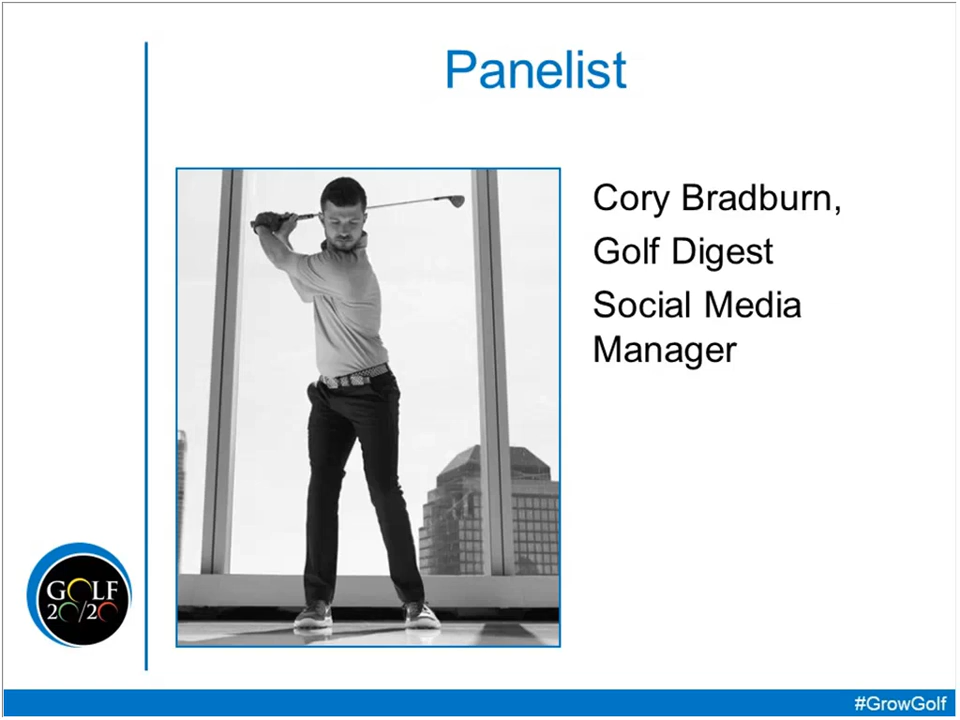 Panelist
Cory Bradburn,
Golf Digest
Social Media
Manager
GOLF
20/20
#GrowGolf